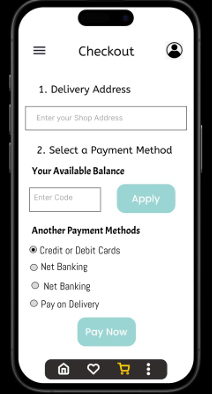 Checkout
1. Delivery Address
Enter your Shop Address
2. Select a Payment Method
Your Available Balance
Enter Code
Apply
Another Payment Methods
Credit or Debit Cards
Net Banking
Net Banking
Pay on Delivery
Pay Now